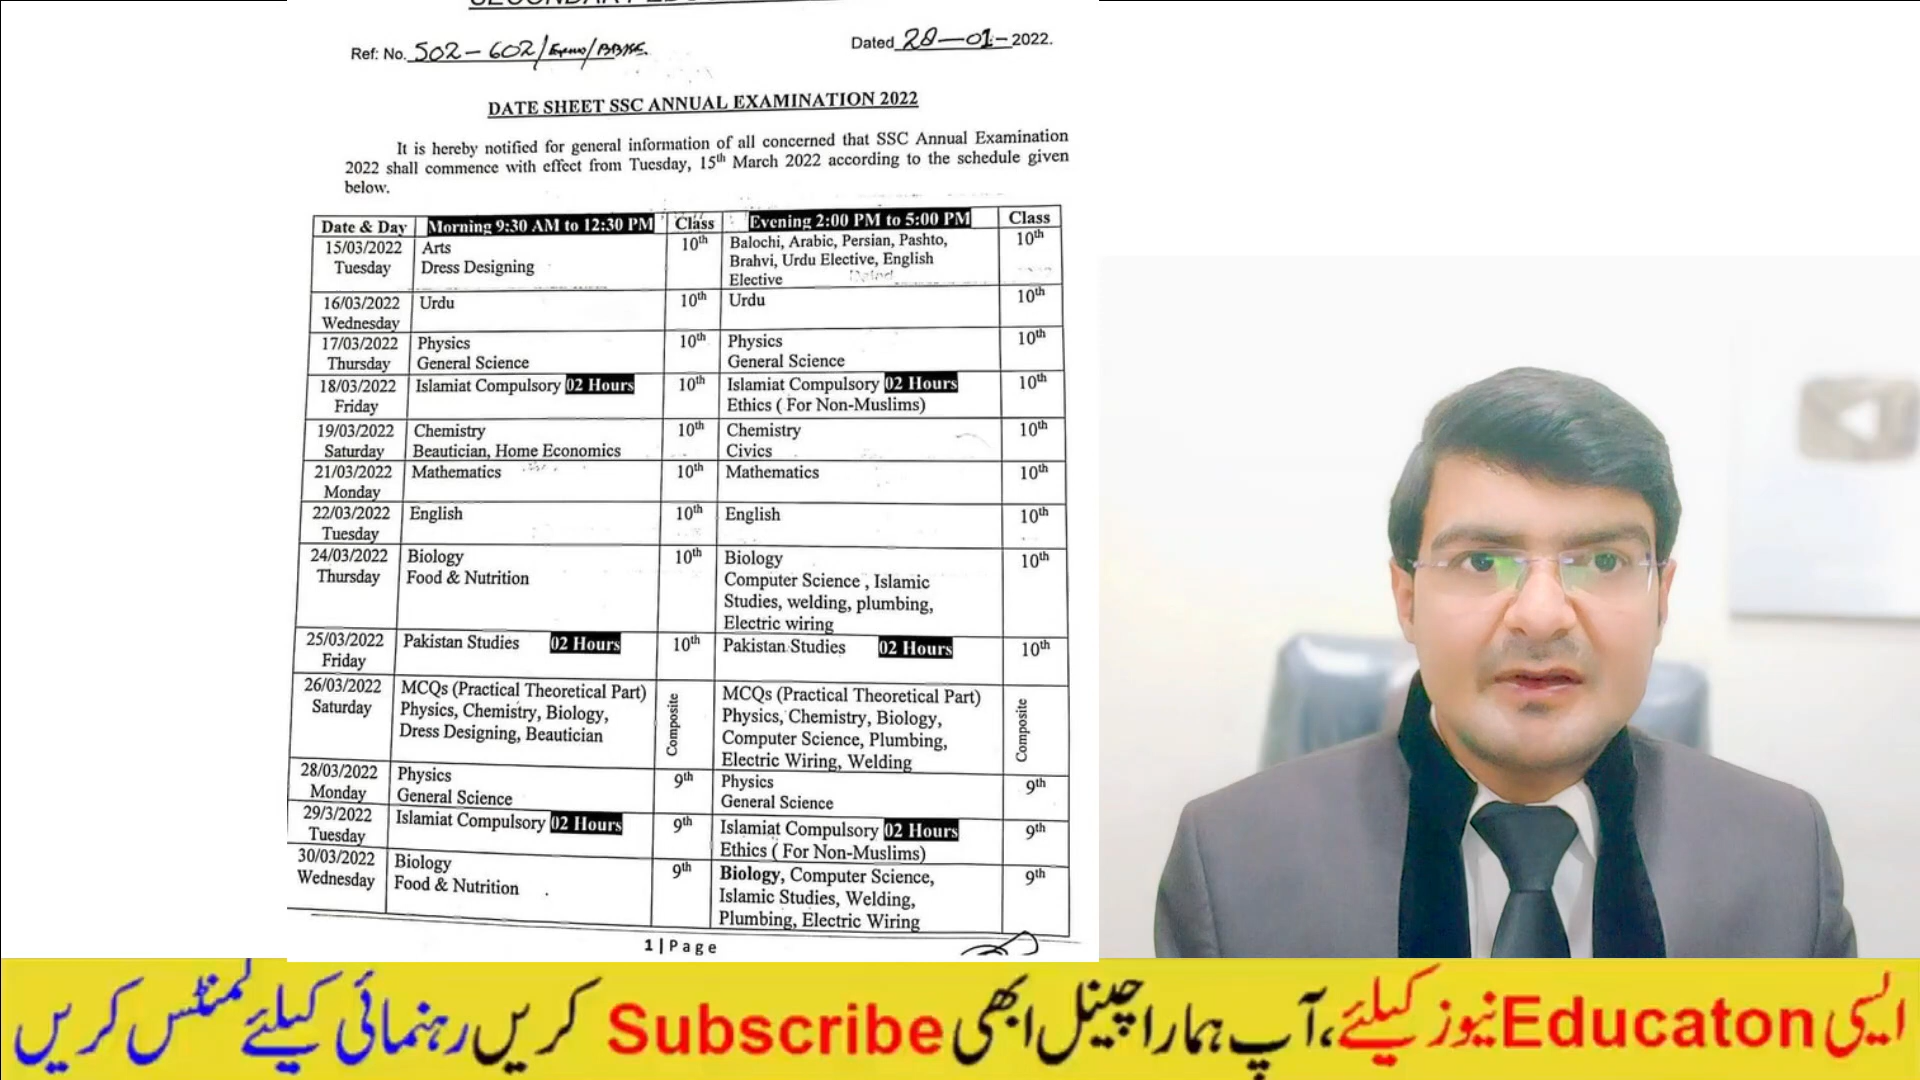 Ref: No. 502-602/Exms/BBISE.
Dated 28-01-2022.
DATE SHEET SSC ANNUAL EXAMINATION 2022
It is hereby notified for general information of all concerned that SSC Annual Examination
2022 shall commence with effect from Tuesday, 15th March 2022 according to the schedule given
below.
Date & Day Morning 9:30 AM to 12:30 PM Class Evening 2:00 PM to 5:00 PM Class
15/03/2022 Arts 10th Balochi, Arabic, Persian, Pashto, 10th
Tuesday Dress Designing Brahvi, Urdu Elective, English
Elective
16/03/2022 Urdu 10th Urdu 10th
Wednesday
17/03/2022 Physics 10th Physics 10th
Thursday General Science General Science
18/03/2022 Islamiat Compulsory 02 Hours 10th Islamiat Compulsory 02 Hours 10th
Friday Ethics ( For Non-Muslims)
19/03/2022 Chemistry 10th Chemistry 10th
Saturday Beautician, Home Economics Civics
21/03/2022 Mathematics 10th Mathematics 10th
Monday
22/03/2022 English 10th English 10th
Tuesday
24/03/2022 Biology 10th Biology 10th
Thursday Food & Nutrition Computer Science , Islamic
Studies, welding, plumbing,
Electric wiring
25/03/2022 Pakistan Studies 02 Hours 10th Pakistan Studies 02 Hours 10th
Friday
26/03/2022 MCQs (Practical Theoretical Part) Composite MCQs (Practical Theoretical Part) Composite
Saturday Physics, Chemistry, Biology, Physics, Chemistry, Biology,
Dress Designing, Beautician Computer Science, Plumbing,
Electric Wiring, Welding
28/03/2022 Physics 9th Physics 9th
Monday General Science General Science
29/3/2022 Islamiat Compulsory 02 Hours 9th Islamiat Compulsory 02 Hours 9th
Tuesday Ethics ( For Non-Muslims)
30/03/2022 Biology 9th Biology, Computer Science, 9th
Wednesday Food & Nutrition Islamic Studies, Welding,
Plumbing, Electric Wiring
1 | Page
ایسی Educaton نیوز کیلئے، آپ ہمارا چینل ابھی Subscribe کریں رہنمائی کیلئے کمنٹس کریں